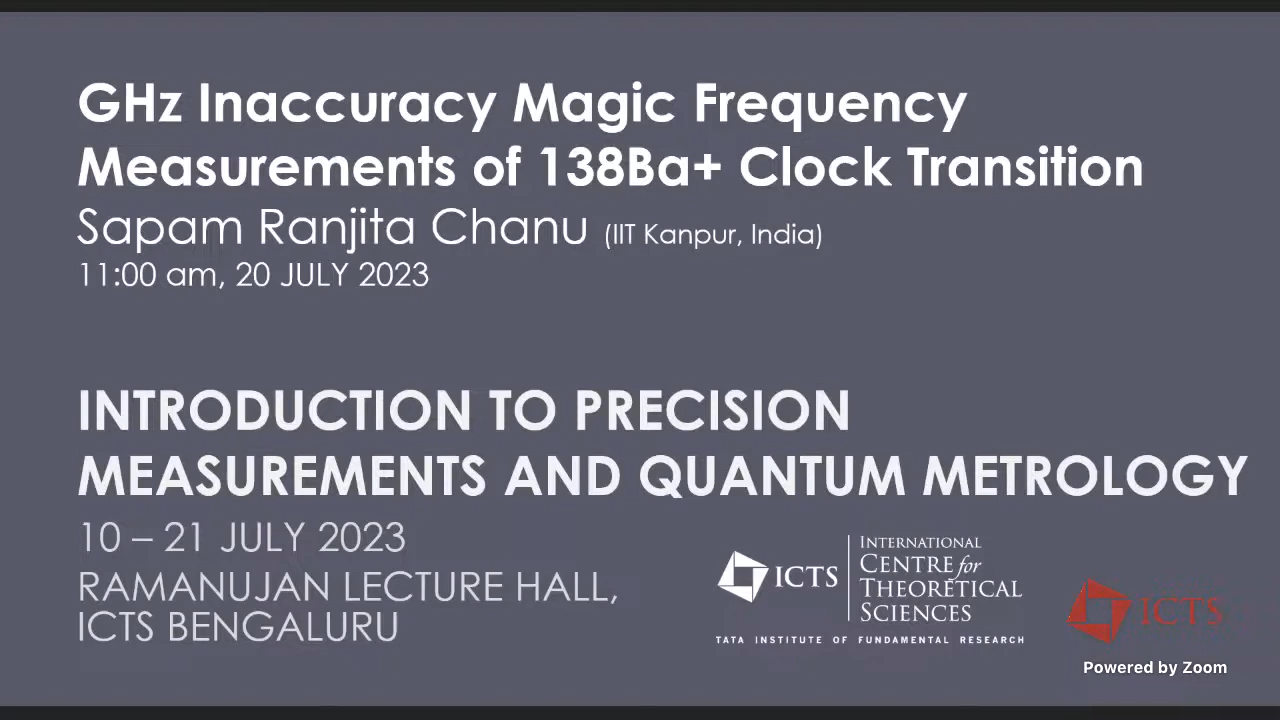 GHz Inaccuracy Magic Frequency
Measurements of 138Ba+ Clock Transition
Sapam Ranjita Chanu (IIT Kanpur, India)
11:00 am, 20 JULY 2023
INTRODUCTION TO PRECISION
MEASUREMENTS AND QUANTUM METROLOGY
10 – 21 JULY 2023
RAMANUJAN LECTURE HALL,
ICTS BENGALURU
ICTS
INTERNATIONAL
CENTRE for
THEORETICAL
SCIENCES
TATA INSTITUTE OF FUNDAMENTAL RESEARCH
ICTS
Powered by Zoom